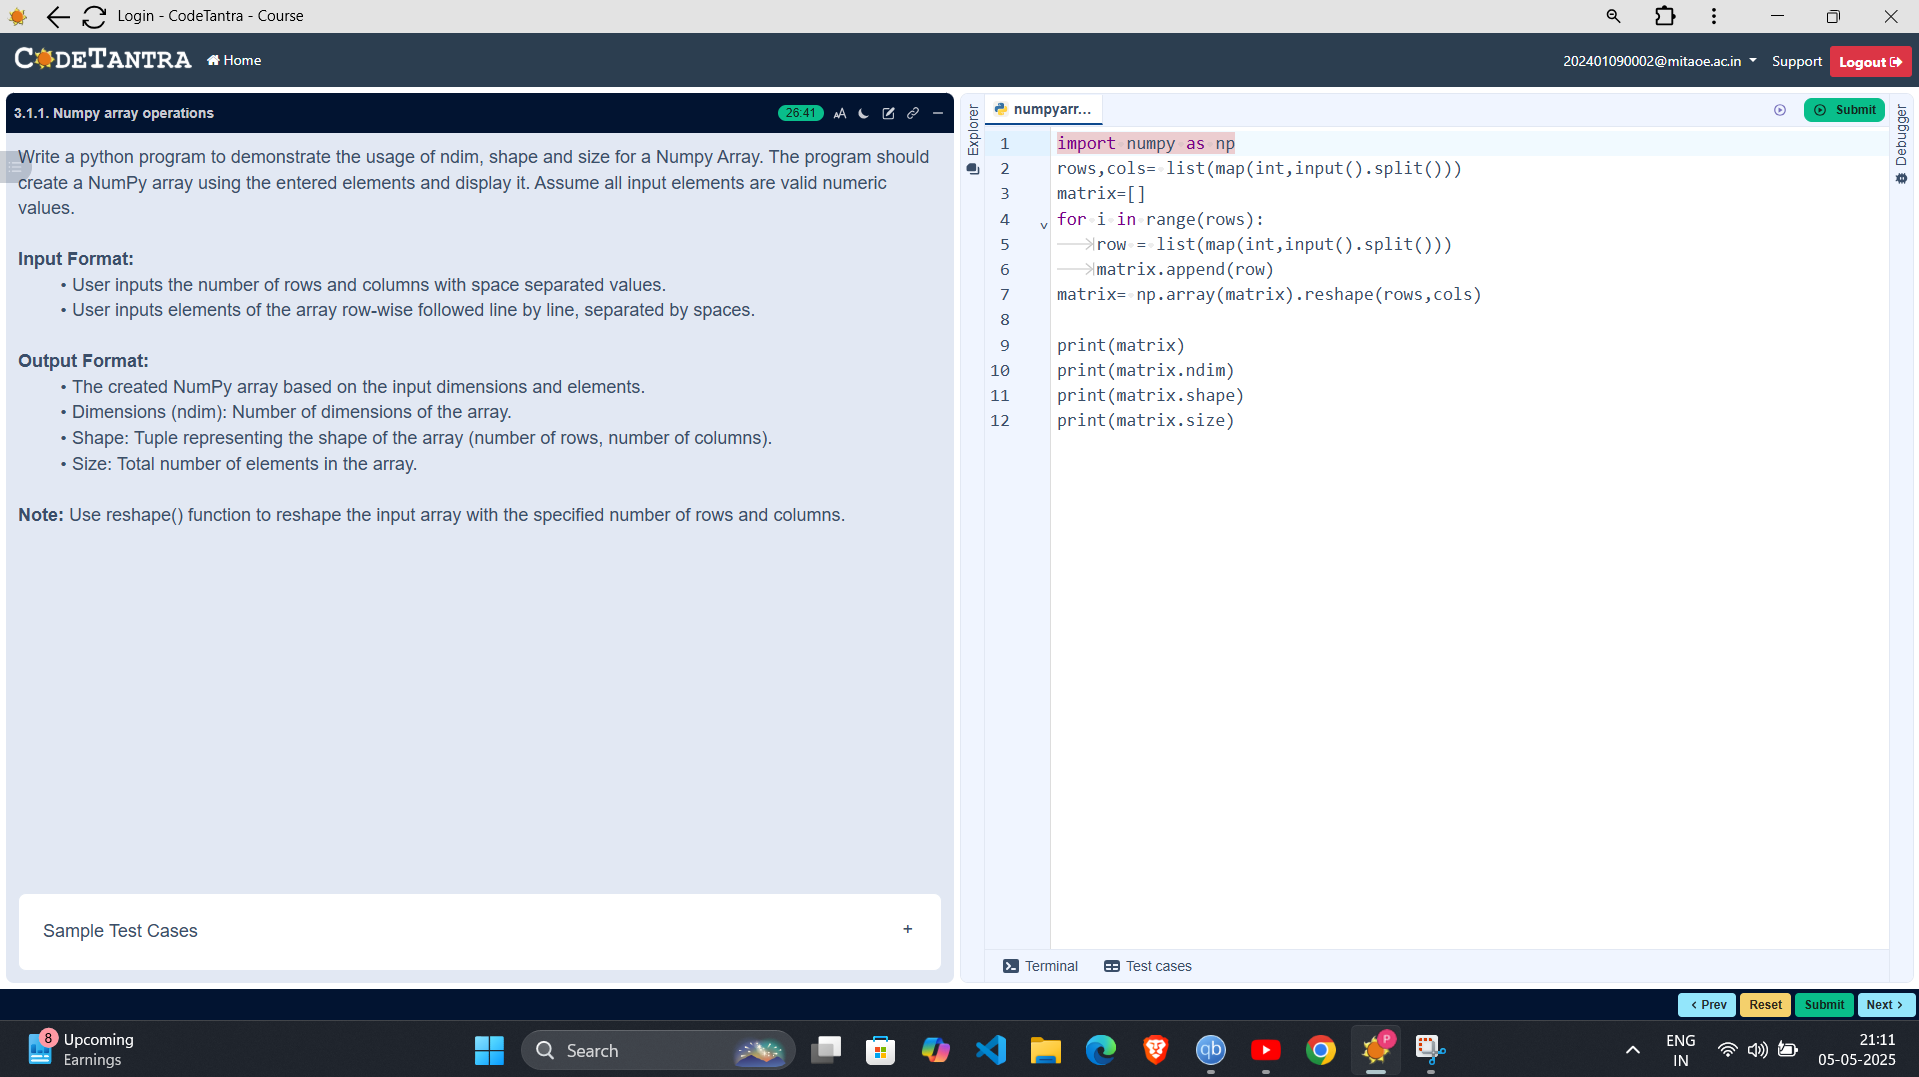 Login - CodeTantra - Course
CODETANTRA Home 202401090002@mitaoe.ac.in Support Logout
3.1.1. Numpy array operations 26:41 AA
Write a python program to demonstrate the usage of ndim, shape and size for a Numpy Array. The program should
create a NumPy array using the entered elements and display it. Assume all input elements are valid numeric
values.
Input Format:
• User inputs the number of rows and columns with space separated values.
• User inputs elements of the array row-wise followed line by line, separated by spaces.
Output Format:
• The created NumPy array based on the input dimensions and elements.
• Dimensions (ndim): Number of dimensions of the array.
• Shape: Tuple representing the shape of the array (number of rows, number of columns).
• Size: Total number of elements in the array.
Note: Use reshape() function to reshape the input array with the specified number of rows and columns.
Sample Test Cases +
Explorer
numpyarr... Submit
Debugger
1 import numpy as np
2 rows,cols= list(map(int,input().split()))
3 matrix=[]
4 for i in range(rows):
5 row = list(map(int,input().split()))
6 matrix.append(row)
7 matrix= np.array(matrix).reshape(rows,cols)
8
9 print(matrix)
10 print(matrix.ndim)
11 print(matrix.shape)
12 print(matrix.size)
Terminal Test cases
< Prev Reset Submit Next >
8 Upcoming
Earnings
Search
qb
P
ENG
IN
21:11
05-05-2025